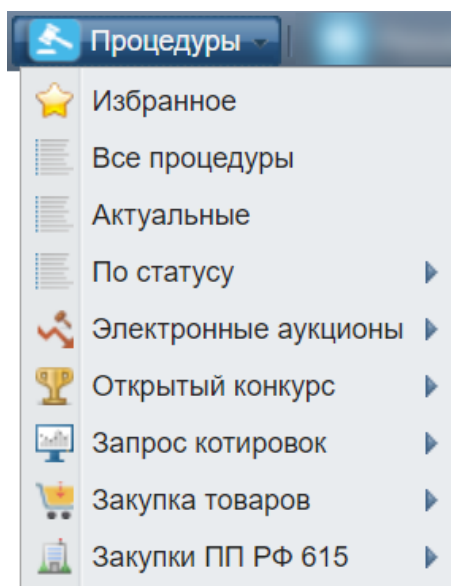 Процедуры
Избранное
Все процедуры
Актуальные
По статусу
Электронные аукционы
Открытый конкурс
Запрос котировок
Закупка товаров
Закупки ПП РФ 615